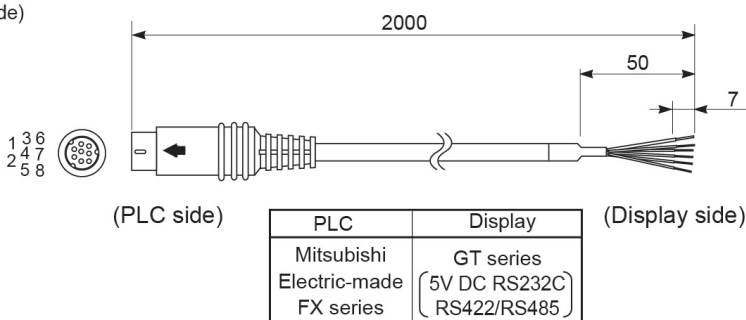 de)
2000
50
7
1 3 6
2 4 7
5 8
(PLC side)
(Display side)
PLC Display
Mitsubishi GT series
Electric-made 5V DC RS232C
FX series RS422/RS485